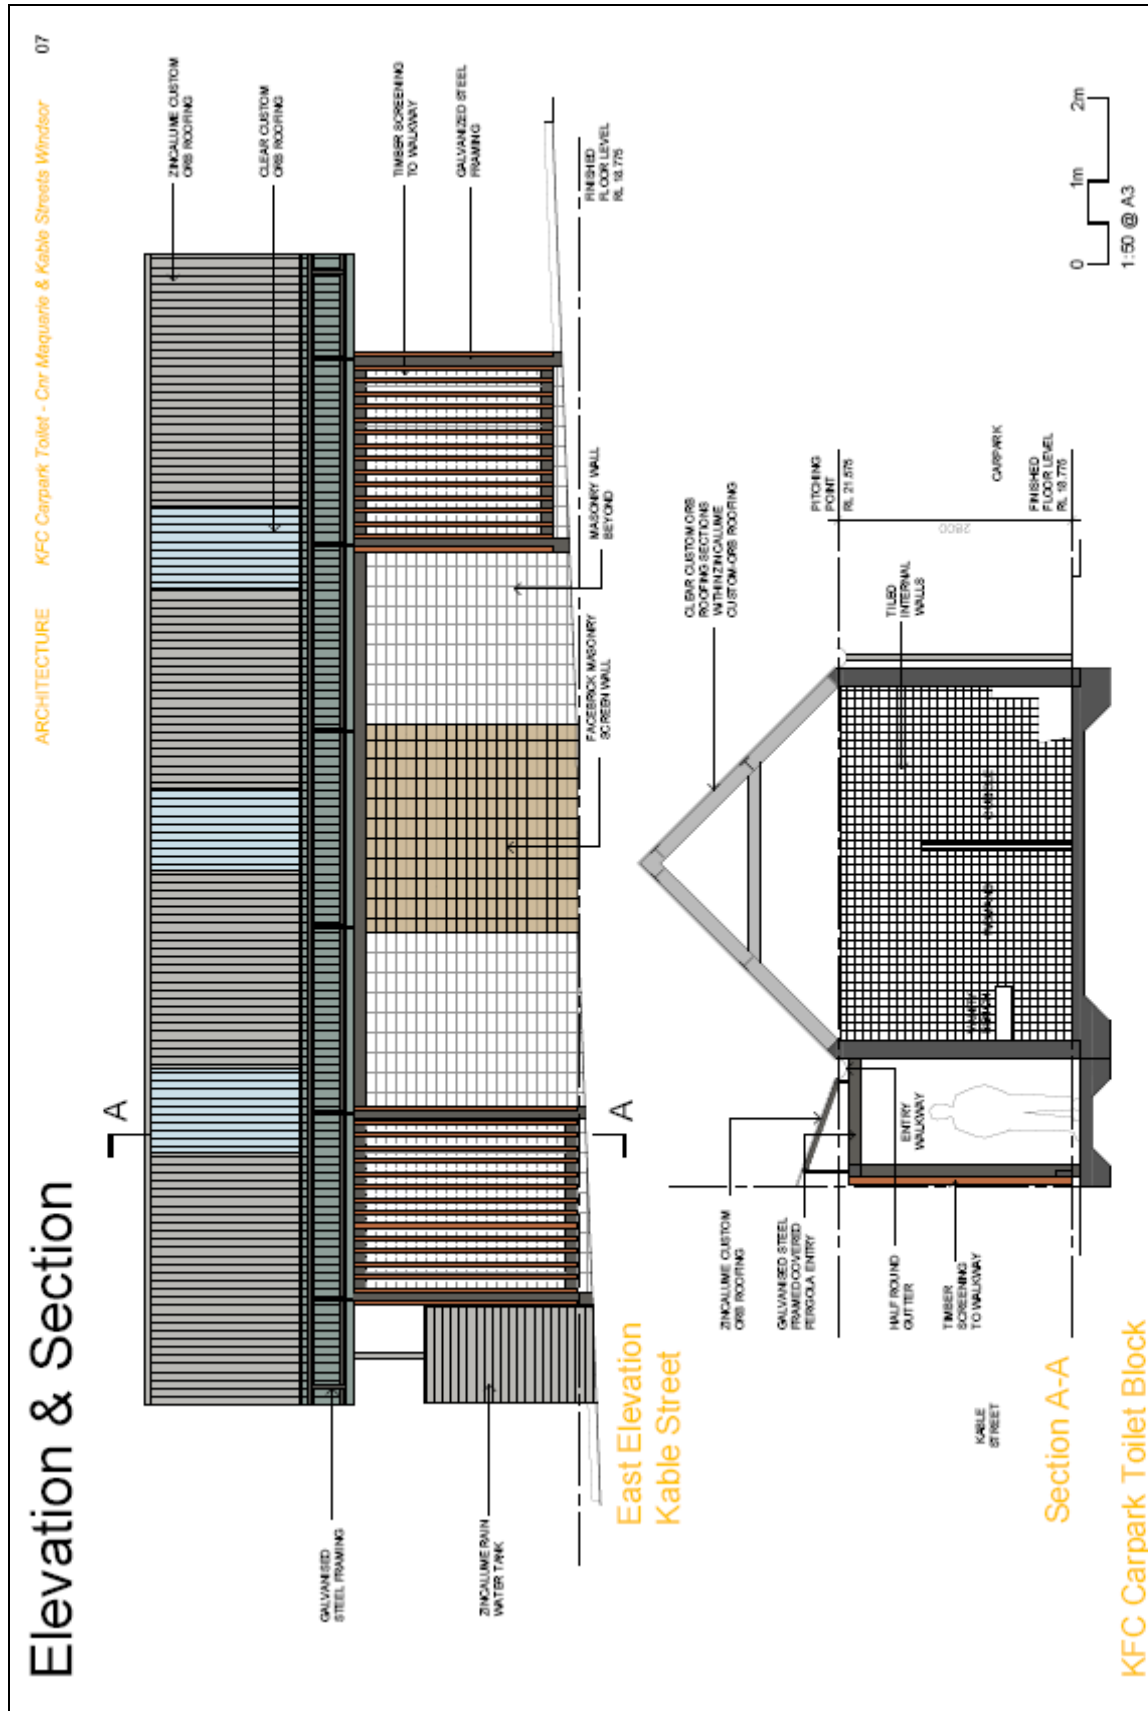 Elevation & Section
ARCHITECTURE
KFC Carpark Toilet - Cnr Maquarie & Kable Streets Windsor
07
GALVANISED
STEEL FRAMING
ZINCALUME RAIN
WATER TANK
A
A
ZINCALUME CUSTOM
ORB ROOFING
CLEAR CUSTOM
ORB ROOFING
TIMBER SCREENING
TO WALKWAY
GALVANIZED STEEL
FRAMING
MASONRY WALL
BEYOND
FACEBRICK MASONRY
SCREEN WALL
FINISHED
FLOOR LEVEL
RL 18.775
East Elevation
Kable Street
ZINCALUME CUSTOM
ORB ROOFING
GALVANISED STEEL
FRAMED COVERED
PERGOLA ENTRY
HALF ROUND
GUTTER
TIMBER
SCREENING
TO WALKWAY
KABLE
STREET
ENTRY
WALKWAY
CLEAR CUSTOM ORB
ROOFING SECTIONS
WITHIN ZINCALUME
CUSTOM-ORB ROOFING
TILED
INTERNAL
WALLS
PITCHING
POINT
RL 21.575
2800
CARPARK
FINISHED
FLOOR LEVEL
RL 18.775
Section A-A
0 1m 2m
1:50 @ A3
KFC Carpark Toilet Block